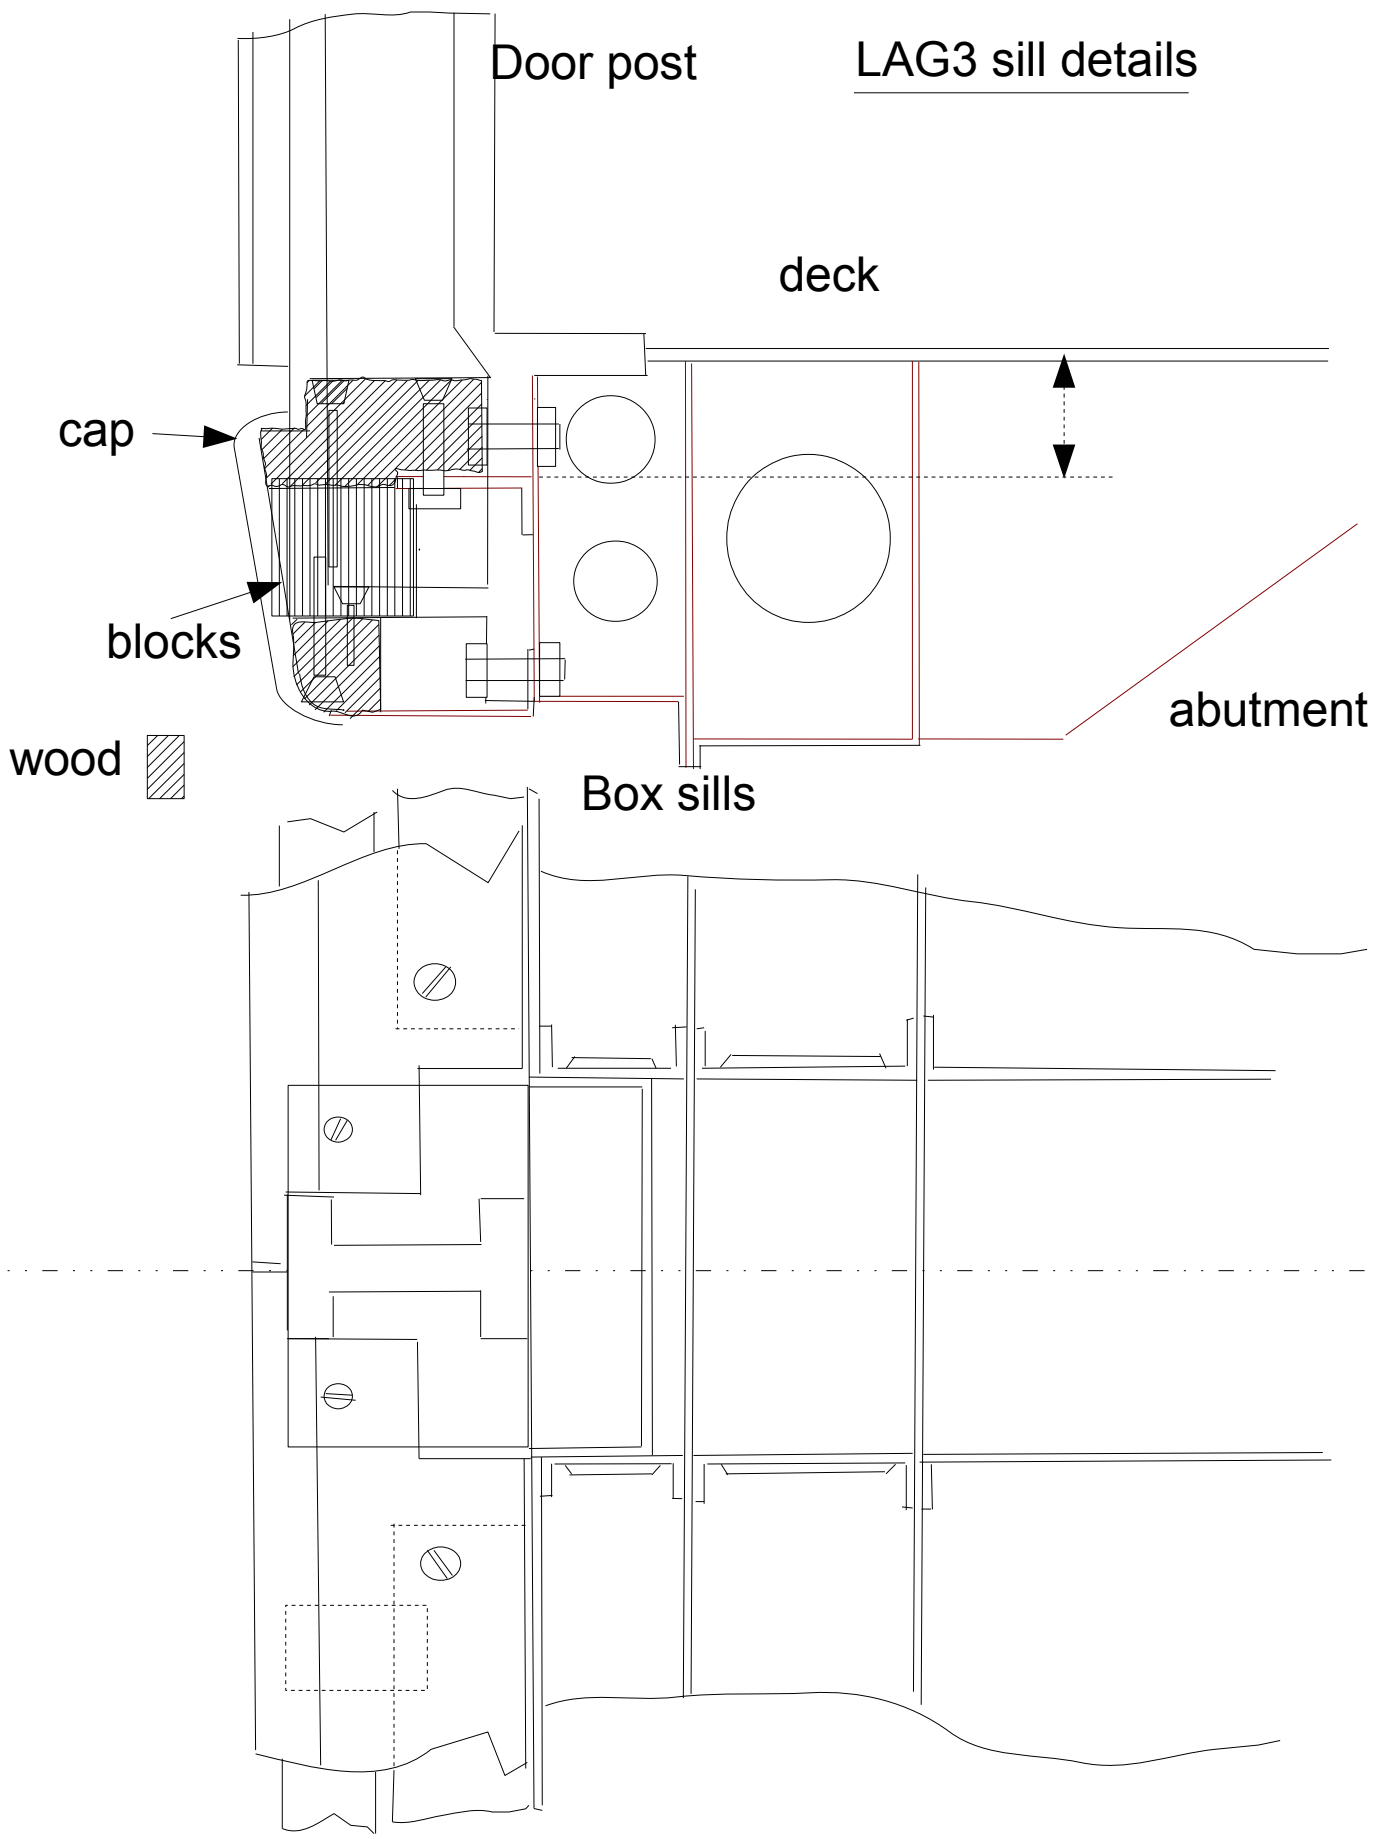 Door post
LAG3 sill details
deck
cap
blocks
abutment
wood
Box sills